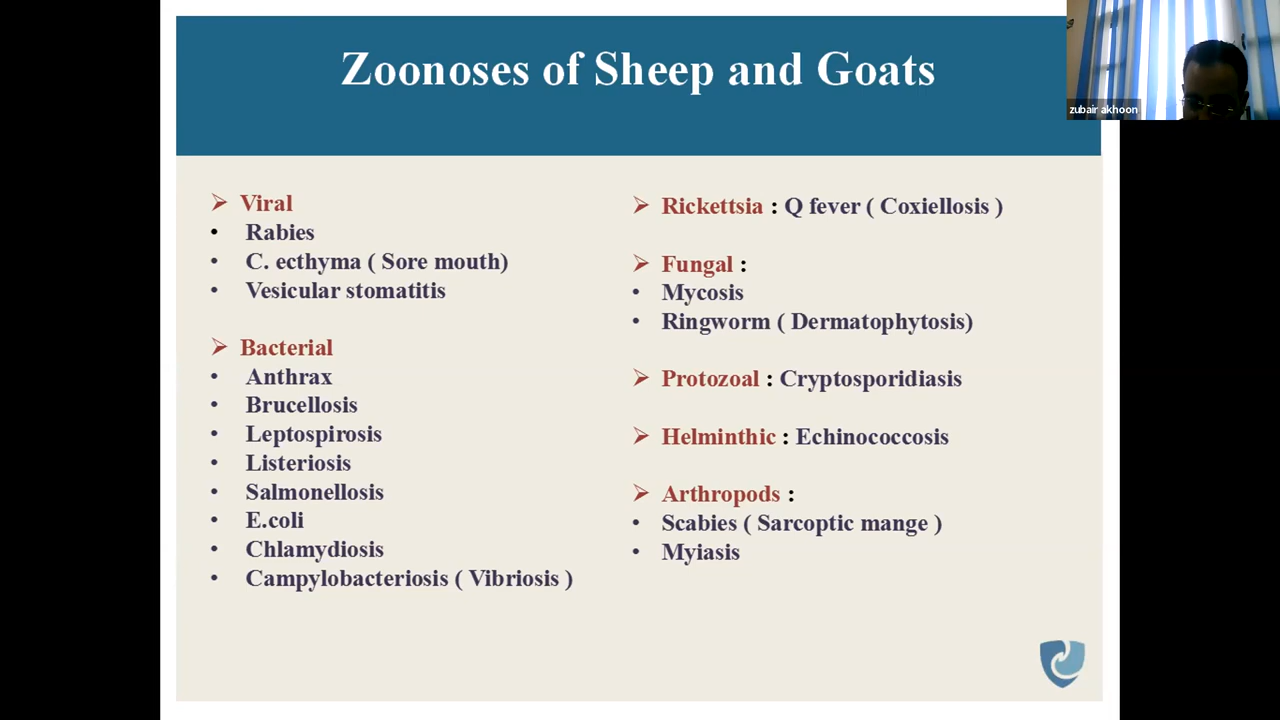 Zoonoses of Sheep and Goats
zubair akhoon
➢ Viral
• Rabies
• C. ecthyma ( Sore mouth)
• Vesicular stomatitis
➢ Bacterial
• Anthrax
• Brucellosis
• Leptospirosis
• Listeriosis
• Salmonellosis
• E.coli
• Chlamydiosis
• Campylobacteriosis ( Vibriosis )
➢ Rickettsia : Q fever ( Coxiellosis )
➢ Fungal :
• Mycosis
• Ringworm ( Dermatophytosis)
➢ Protozoal : Cryptosporidiasis
➢ Helminthic : Echinococcosis
➢ Arthropods :
• Scabies ( Sarcoptic mange )
• Myiasis